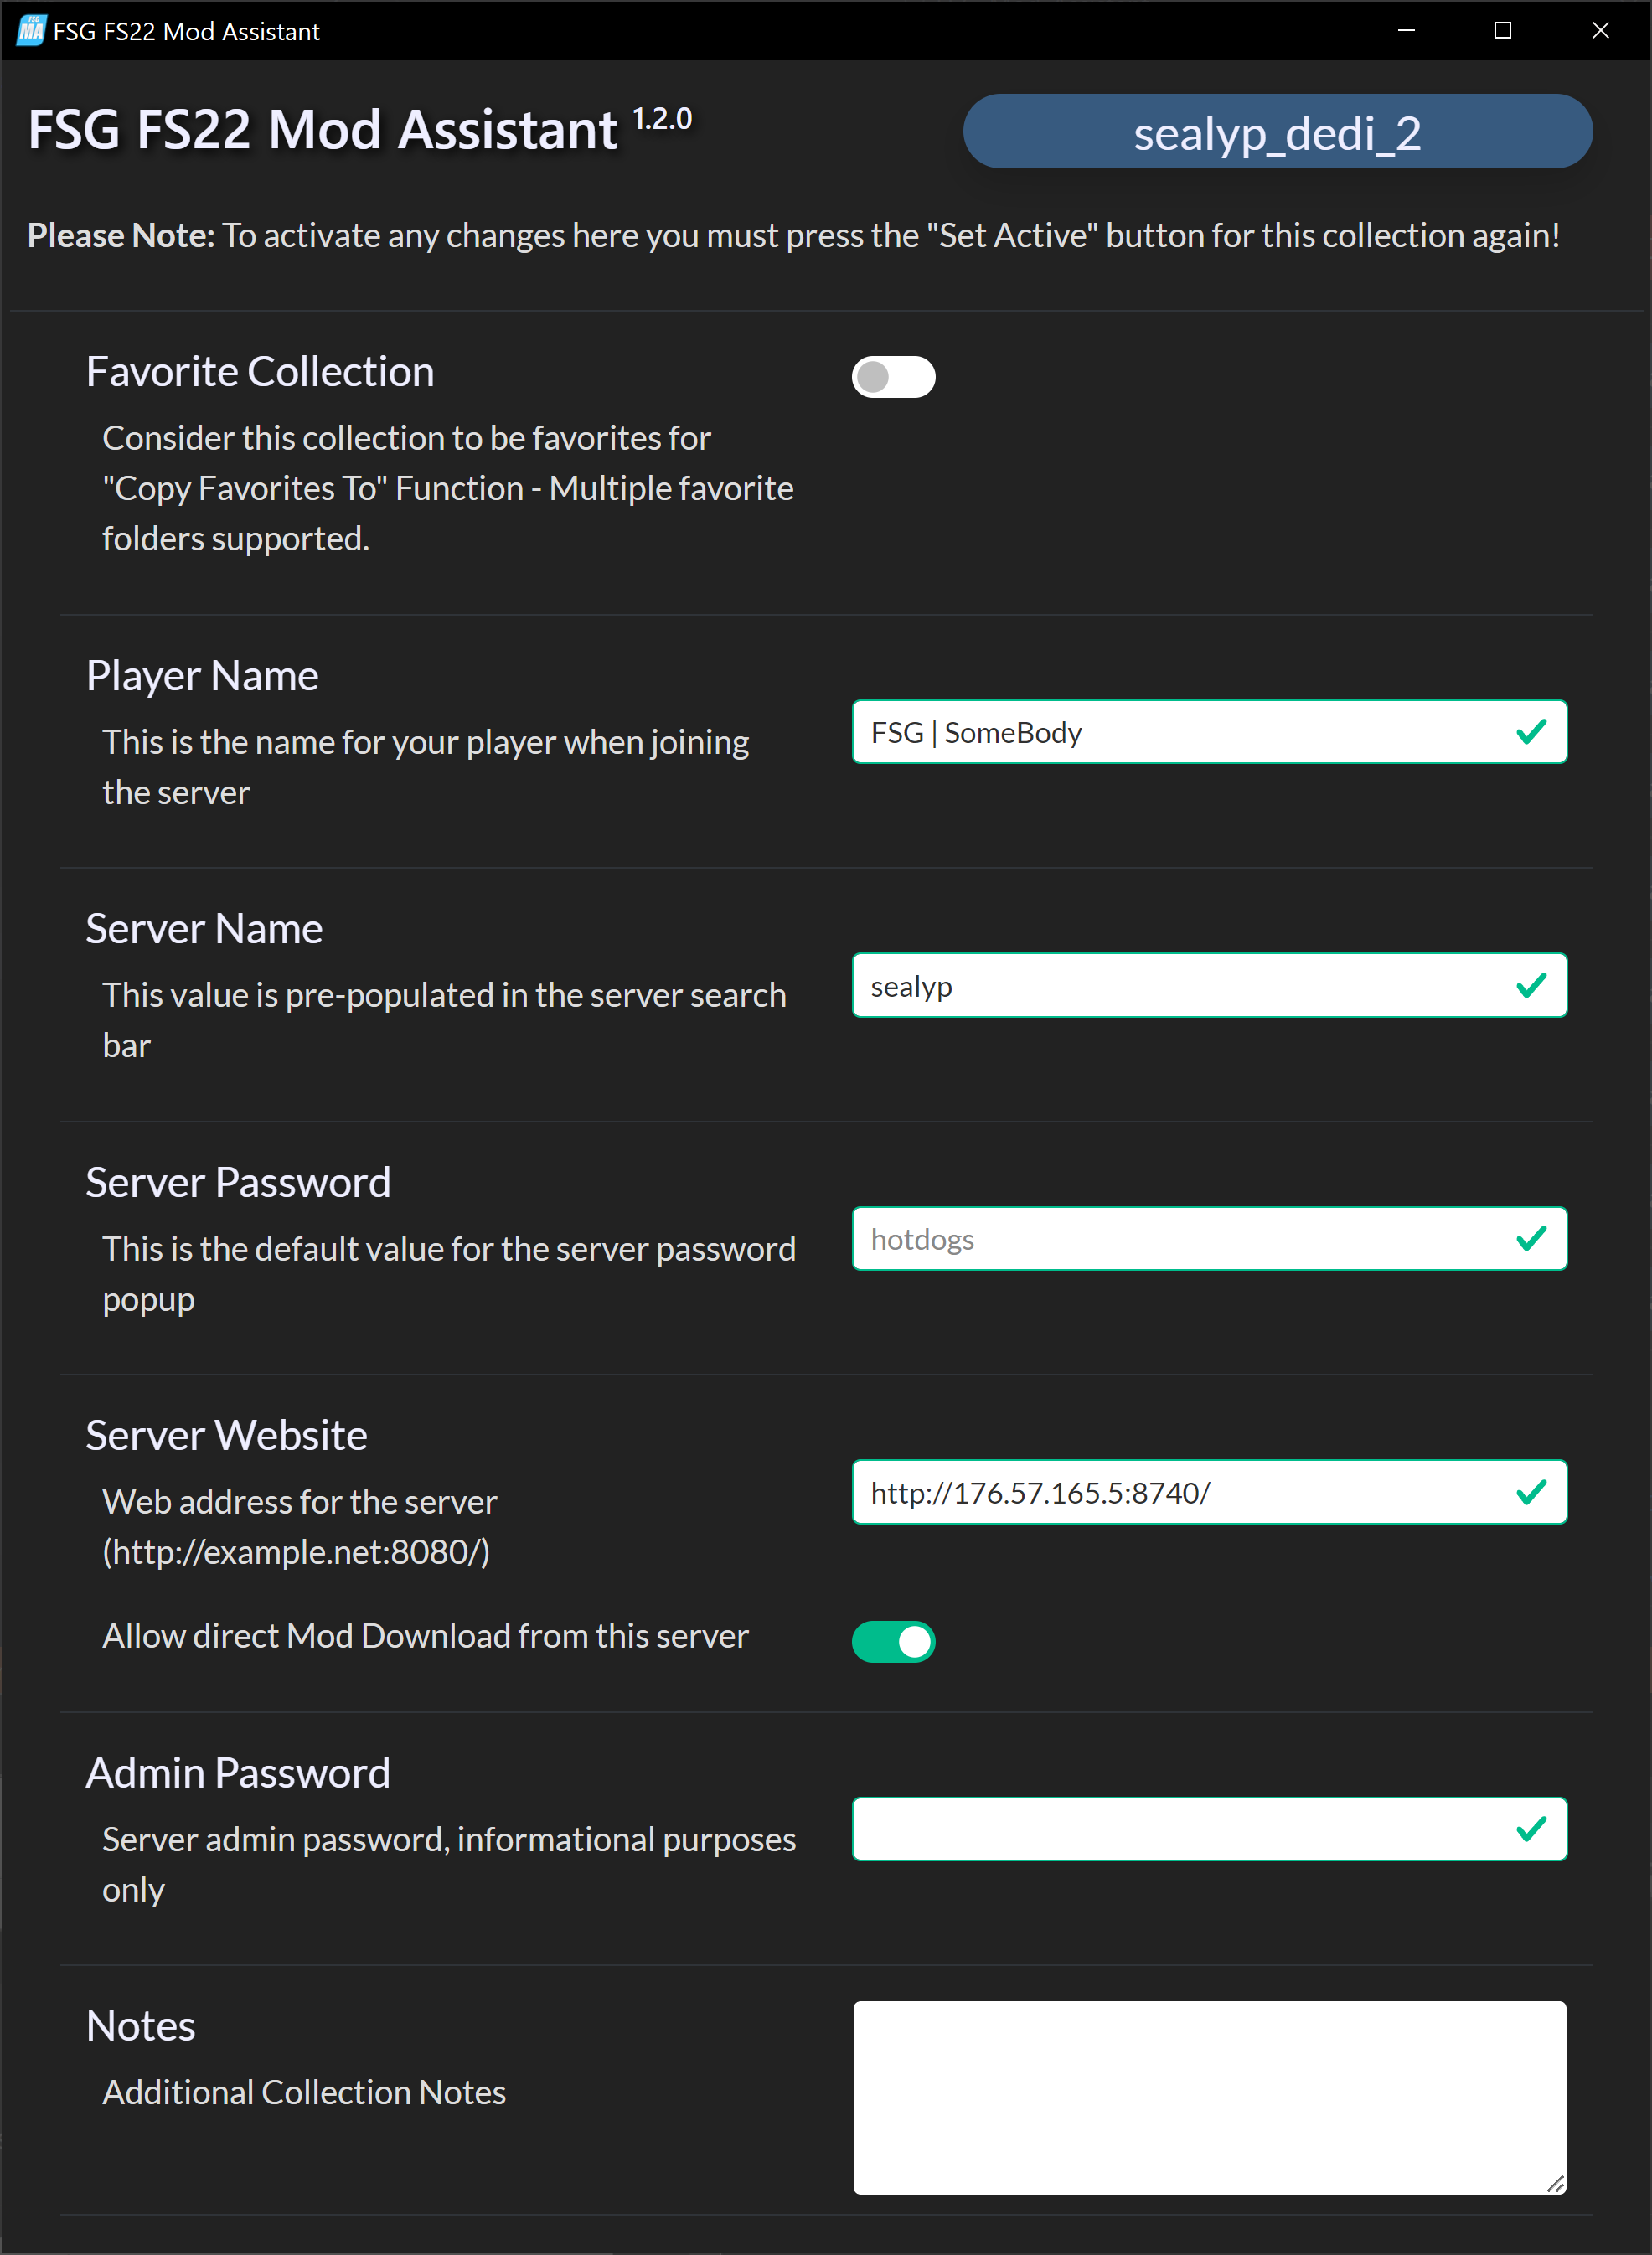 FSG MA FSG FS22 Mod Assistant
FSG FS22 Mod Assistant 1.2.0
sealyp_dedi_2
Please Note: To activate any changes here you must press the "Set Active" button for this collection again!
Favorite Collection
Consider this collection to be favorites for
"Copy Favorites To" Function - Multiple favorite
folders supported.
Player Name
This is the name for your player when joining
the server
FSG | SomeBody
Server Name
This value is pre-populated in the server search
bar
sealyp
Server Password
This is the default value for the server password
popup
hotdogs
Server Website
Web address for the server
(http://example.net:8080/)
http://176.57.165.5:8740/
Allow direct Mod Download from this server
Admin Password
Server admin password, informational purposes
only
Notes
Additional Collection Notes